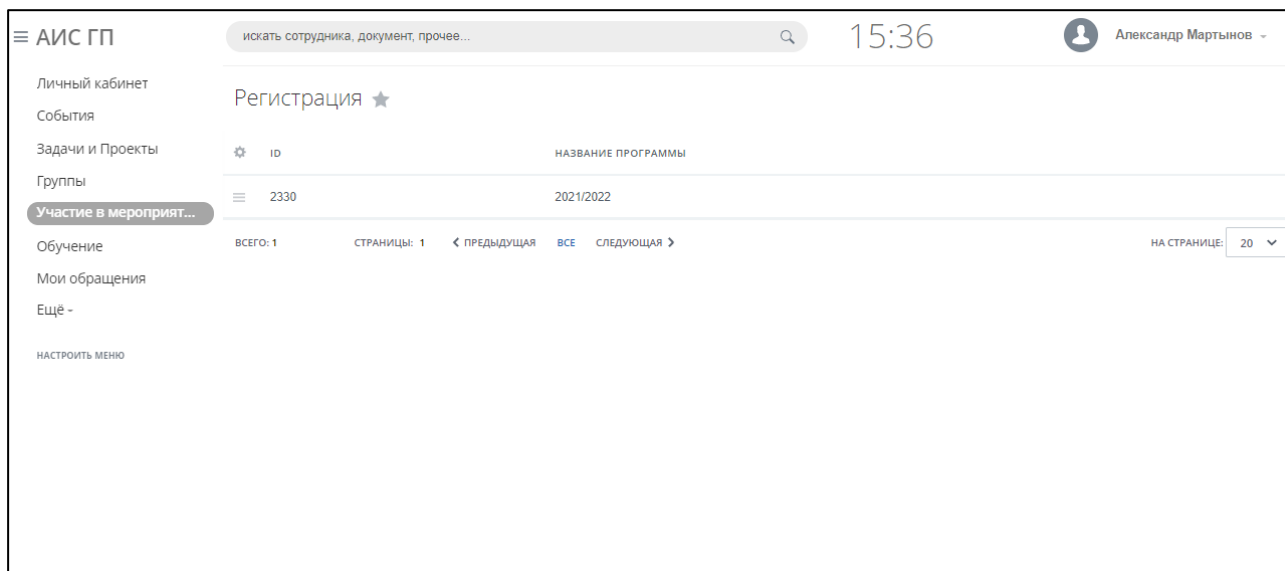 АИС ГП
искать сотрудника, документ, прочее...
15:36
Александр Мартынов
Личный кабинет
События
Задачи и Проекты
Группы
Участие в мероприят...
Обучение
Мои обращения
Ещё -
НАСТРОИТЬ МЕНЮ
Регистрация
ID НАЗВАНИЕ ПРОГРАММЫ
2330 2021/2022
ВСЕГО: 1 СТРАНИЦЫ: 1 ПРЕДЫДУЩАЯ ВСЕ СЛЕДУЮЩАЯ НА СТРАНИЦЕ: 20